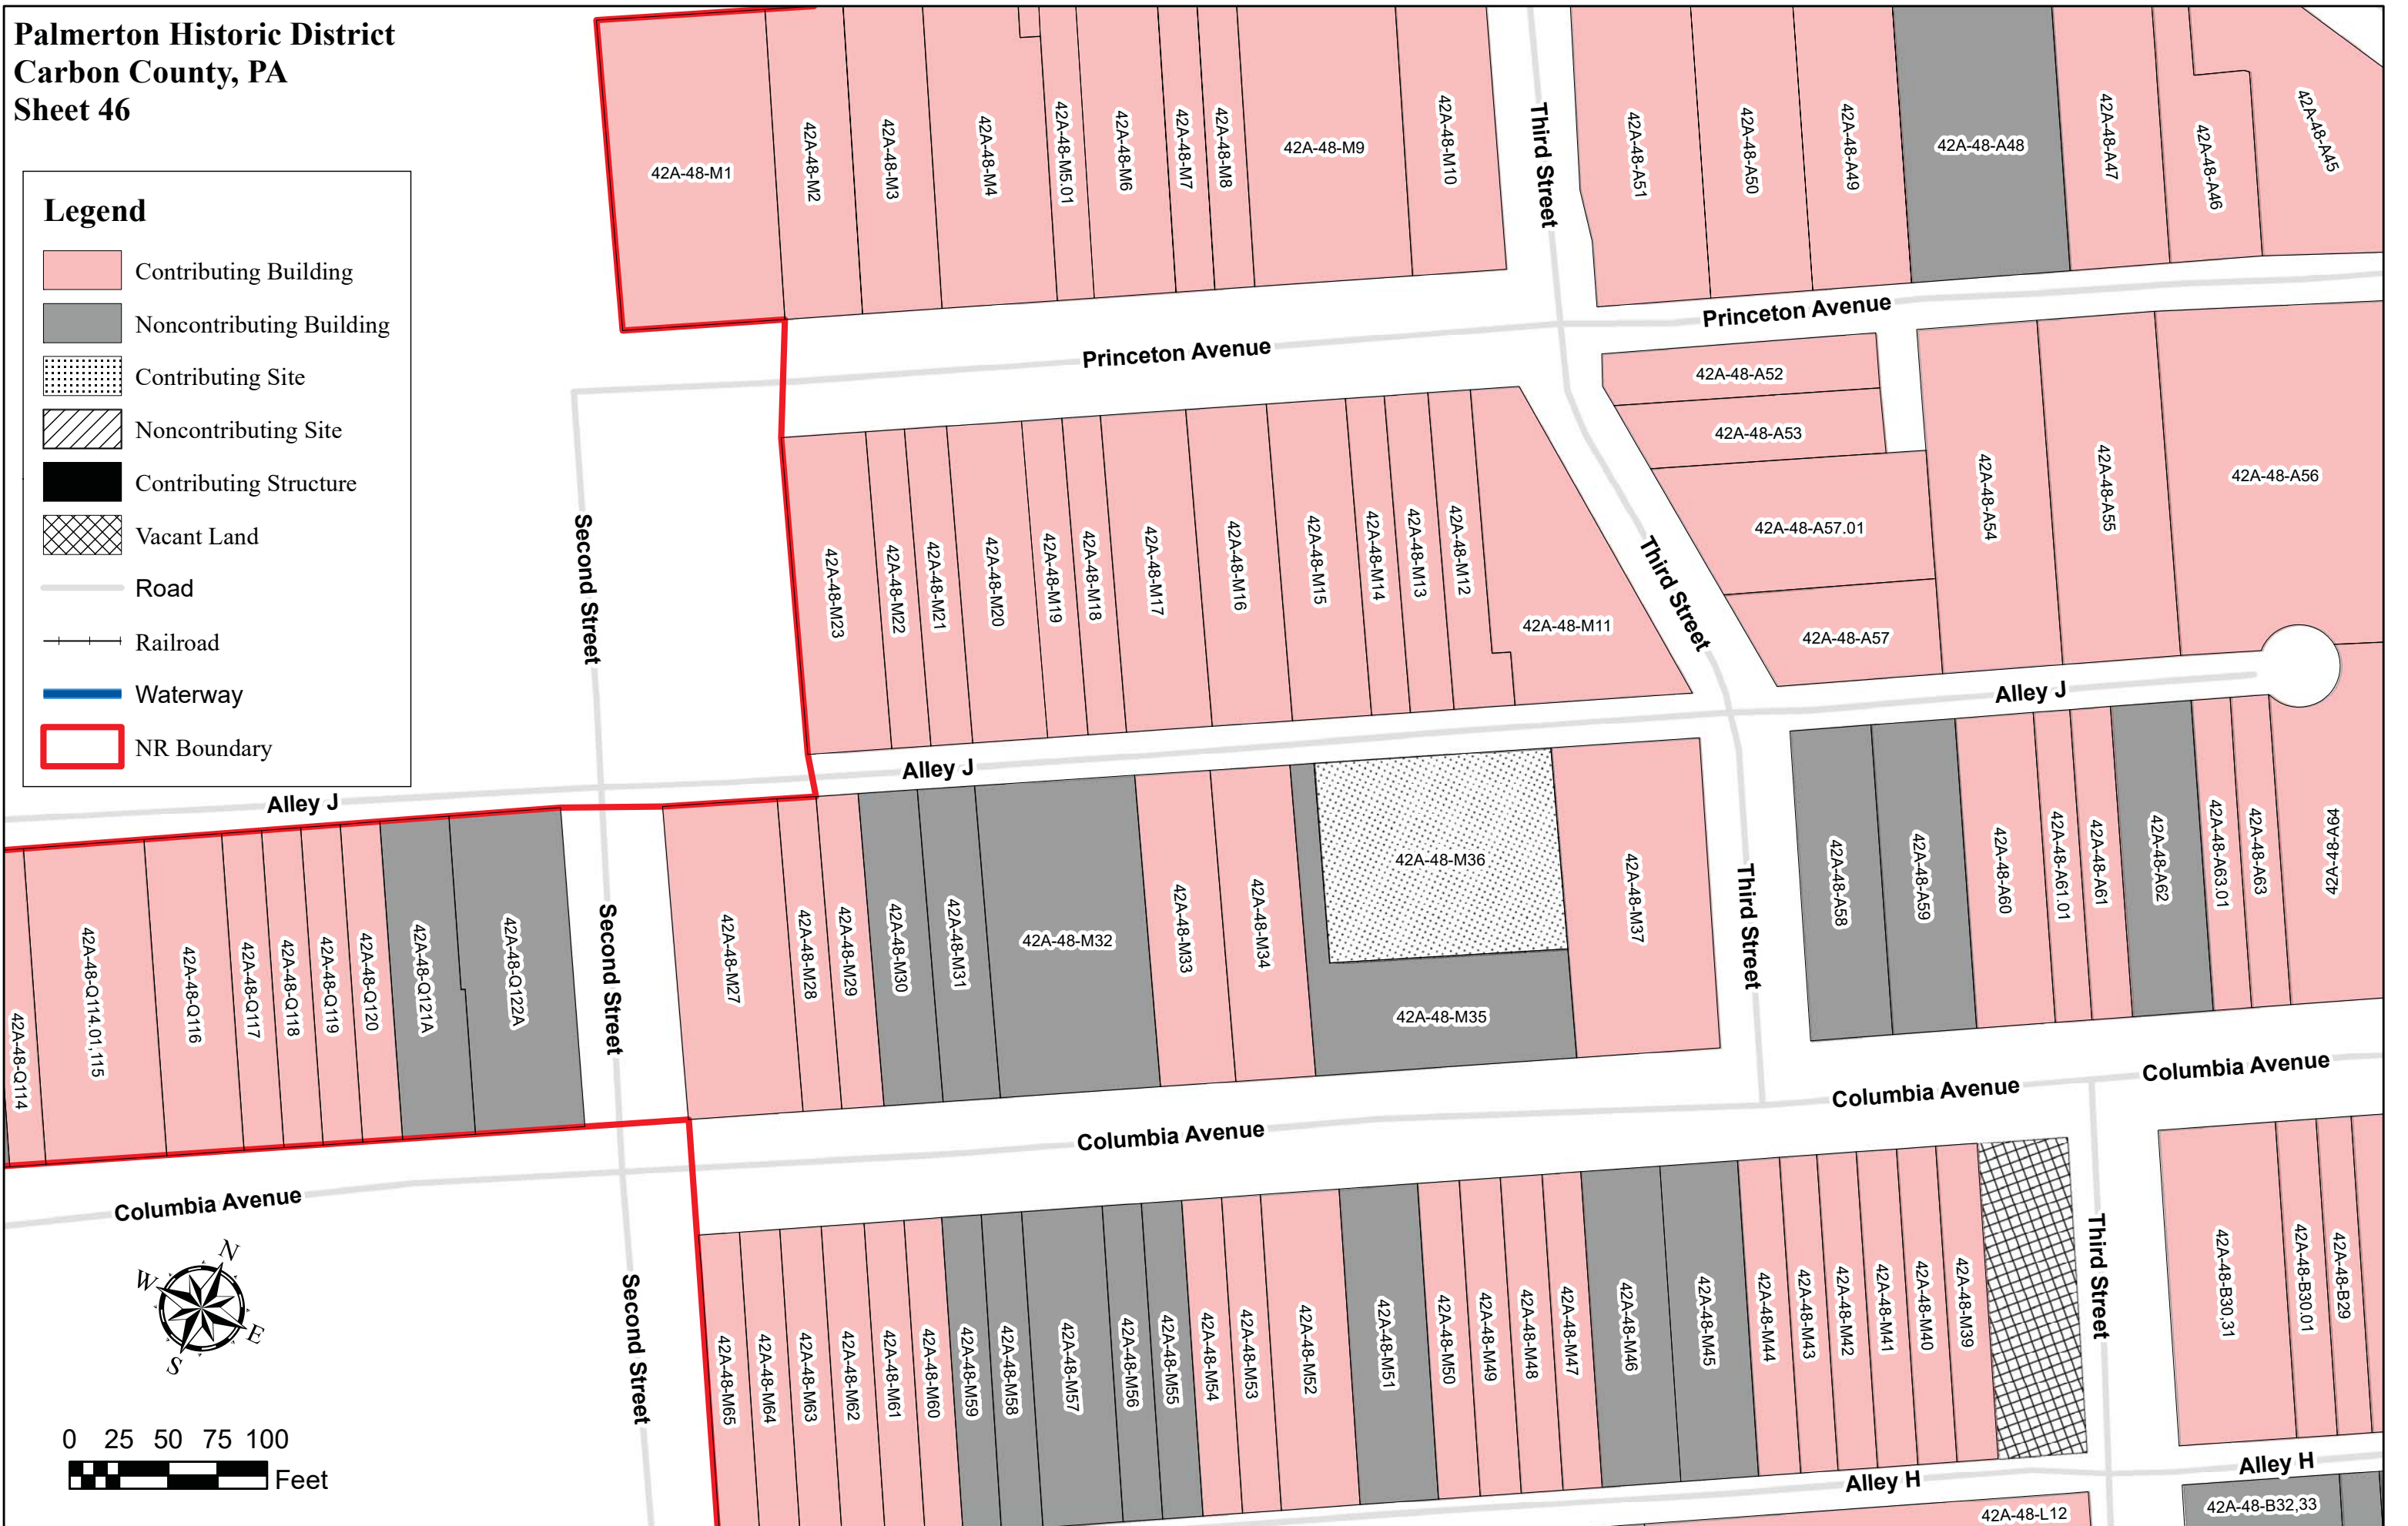 Palmerton Historic District
Carbon County, PA
Sheet 46
Legend
Contributing Building
Noncontributing Building
Contributing Site
Noncontributing Site
Contributing Structure
Vacant Land
Road
Railroad
Waterway
NR Boundary
42A-48-M1
42A-48-M2
42A-48-M3
42A-48-M4
42A-48-M5.01
42A-48-M6
42A-48-M7
42A-48-M8
42A-48-M9
42A-48-M10
Third Street
42A-48-A51
42A-48-A50
42A-48-A49
42A-48-A48
42A-48-A47
42A-48-A46
42A-48-A45
Princeton Avenue
Princeton Avenue
42A-48-A52
42A-48-A53
42A-48-A57.01
42A-48-A57
42A-48-A54
42A-48-A55
42A-48-A56
Second Street
42A-48-M23
42A-48-M22
42A-48-M21
42A-48-M20
42A-48-M19
42A-48-M18
42A-48-M17
42A-48-M16
42A-48-M15
42A-48-M14
42A-48-M13
42A-48-M12
42A-48-M11
Third Street
Alley J
Alley J
Alley J
42A-48-Q114
42A-48-Q114.01,115
42A-48-Q116
42A-48-Q117
42A-48-Q118
42A-48-Q119
42A-48-Q120
42A-48-Q121A
42A-48-Q122A
Second Street
42A-48-M27
42A-48-M28
42A-48-M29
42A-48-M30
42A-48-M31
42A-48-M32
42A-48-M33
42A-48-M34
42A-48-M36
42A-48-M35
42A-48-M37
Third Street
42A-48-A58
42A-48-A59
42A-48-A60
42A-48-A61.01
42A-48-A61
42A-48-A62
42A-48-A63.01
42A-48-A63
42A-48-A64
Columbia Avenue
Columbia Avenue
Columbia Avenue
Columbia Avenue
Second Street
42A-48-M65
42A-48-M64
42A-48-M63
42A-48-M62
42A-48-M61
42A-48-M60
42A-48-M59
42A-48-M58
42A-48-M57
42A-48-M56
42A-48-M55
42A-48-M54
42A-48-M53
42A-48-M52
42A-48-M51
42A-48-M50
42A-48-M49
42A-48-M48
42A-48-M47
42A-48-M46
42A-48-M45
42A-48-M44
42A-48-M43
42A-48-M42
42A-48-M41
42A-48-M40
42A-48-M39
Third Street
42A-48-B30,31
42A-48-B30.01
42A-48-B29
Alley H
Alley H
42A-48-L12
42A-48-B32,33
N
W
E
S
0 25 50 75 100
Feet